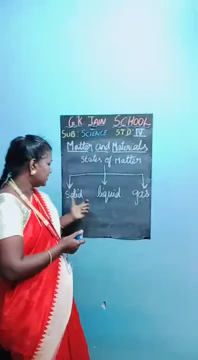 G.K JAIN SCHOOL
SUB: SCIENCE STD: IV
Matter and Materials
States of Matter
Solid liquid gas